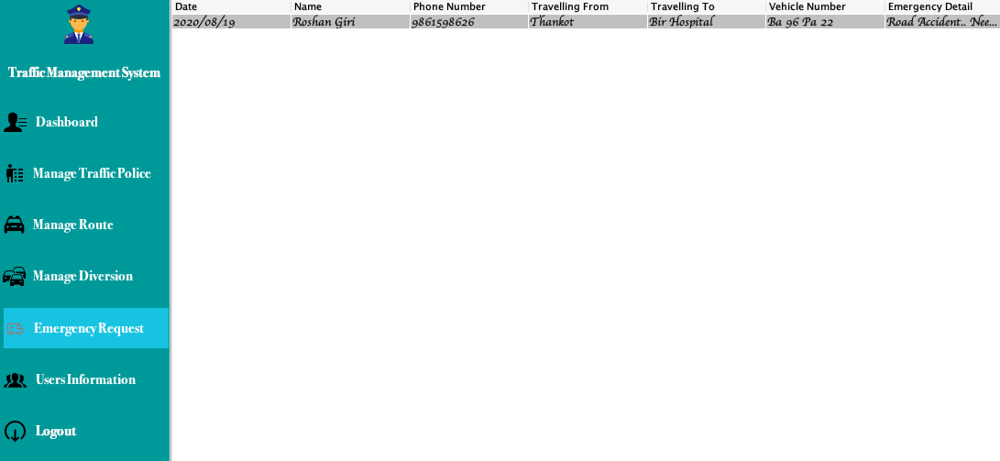 Traffic Management System
Dashboard
Manage Traffic Police
Manage Route
Manage Diversion
Emergency Request
Users Information
Logout
Date Name Phone Number Travelling From Travelling To Vehicle Number Emergency Detail
2020/08/19 Roshan Giri 9861598626 Thankot Bir Hospital Ba 96 Pa 22 Road Accident.. Nee...